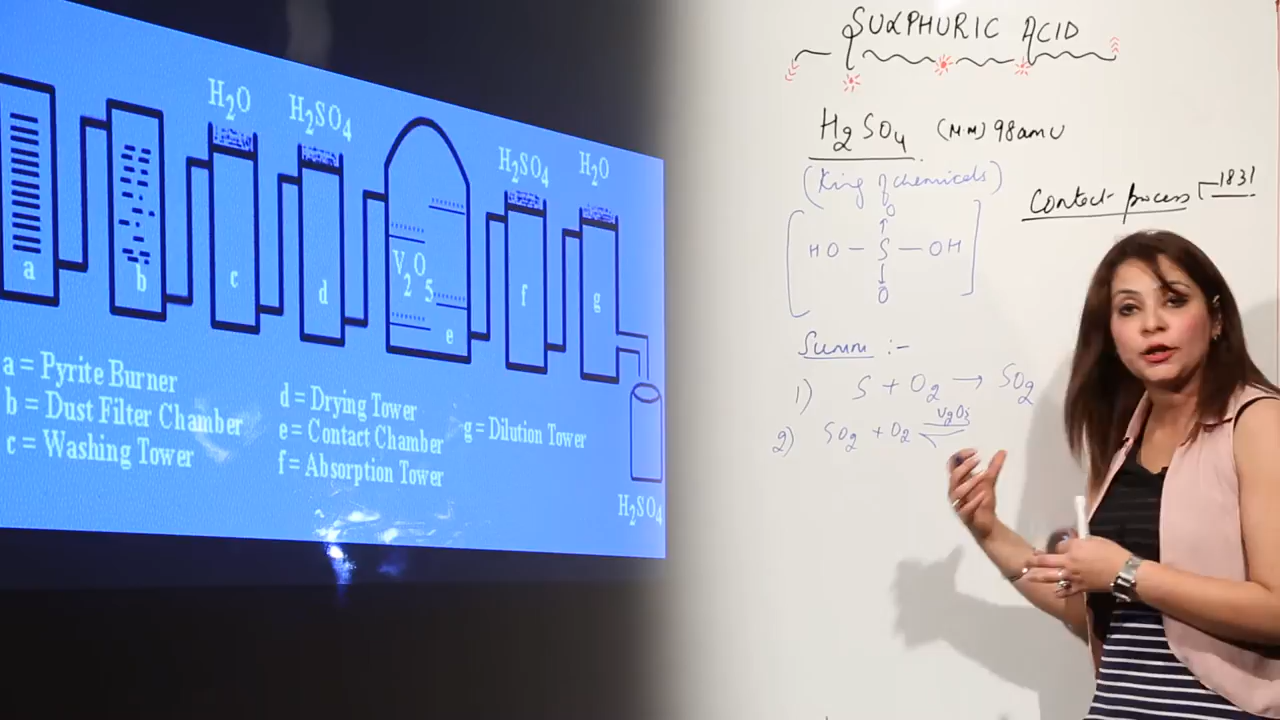 H2O
H2SO4
H2SO4
H2O
V2O5
a
b
c
d
e
f
g
a = Pyrite Burner
b = Dust Filter Chamber
c = Washing Tower
d = Drying Tower
e = Contact Chamber
f = Absorption Tower
g = Dilution Tower
H2SO4
SULPHURIC ACID
H2SO4 (M.M) 98amU
(King of chemicals)
Contact process 1831
O
HO — S — OH
O
Summ :-
1) S + O2 → SO2
2) SO2 + O2 ⇌ V2O5